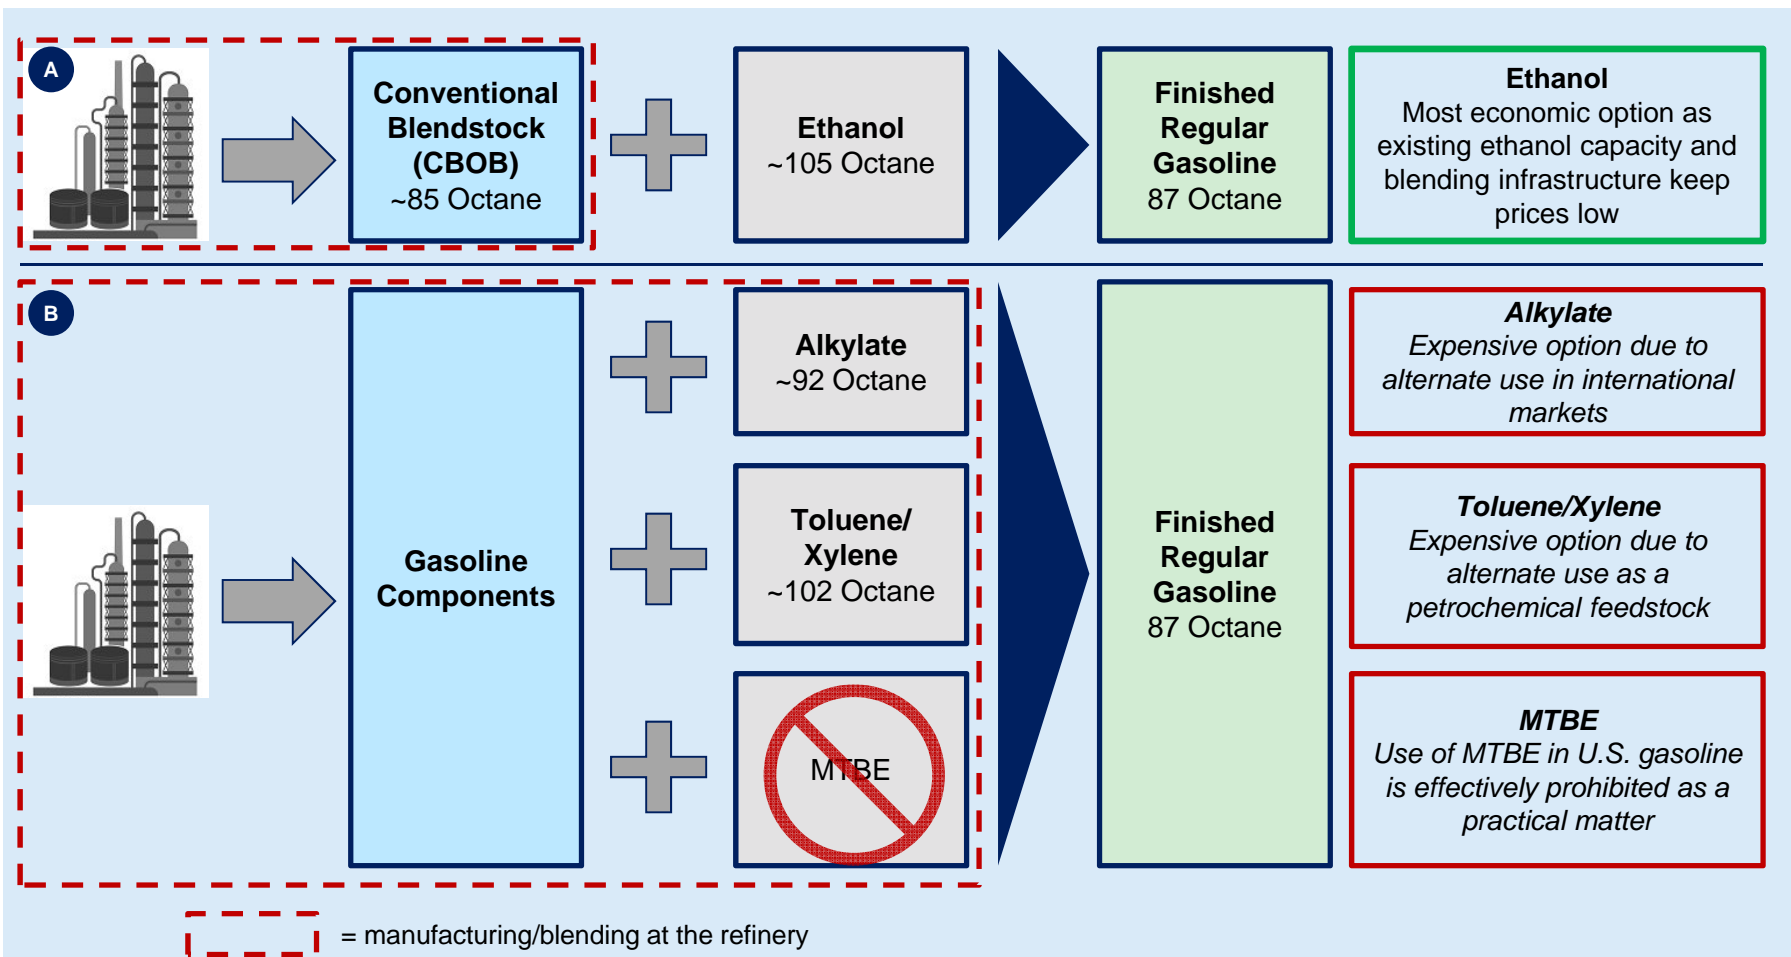 A
Conventional
Blendstock
(CBOB)
~85 Octane
Ethanol
~105 Octane
Finished
Regular
Gasoline
87 Octane
Ethanol
Most economic option as
existing ethanol capacity and
blending infrastructure keep
prices low
B
Gasoline
Components
Alkylate
~92 Octane
Toluene/
Xylene
~102 Octane
MTBE
Finished
Regular
Gasoline
87 Octane
Alkylate
Expensive option due to
alternate use in international
markets
Toluene/Xylene
Expensive option due to
alternate use as a
petrochemical feedstock
MTBE
Use of MTBE in U.S. gasoline
is effectively prohibited as a
practical matter
= manufacturing/blending at the refinery